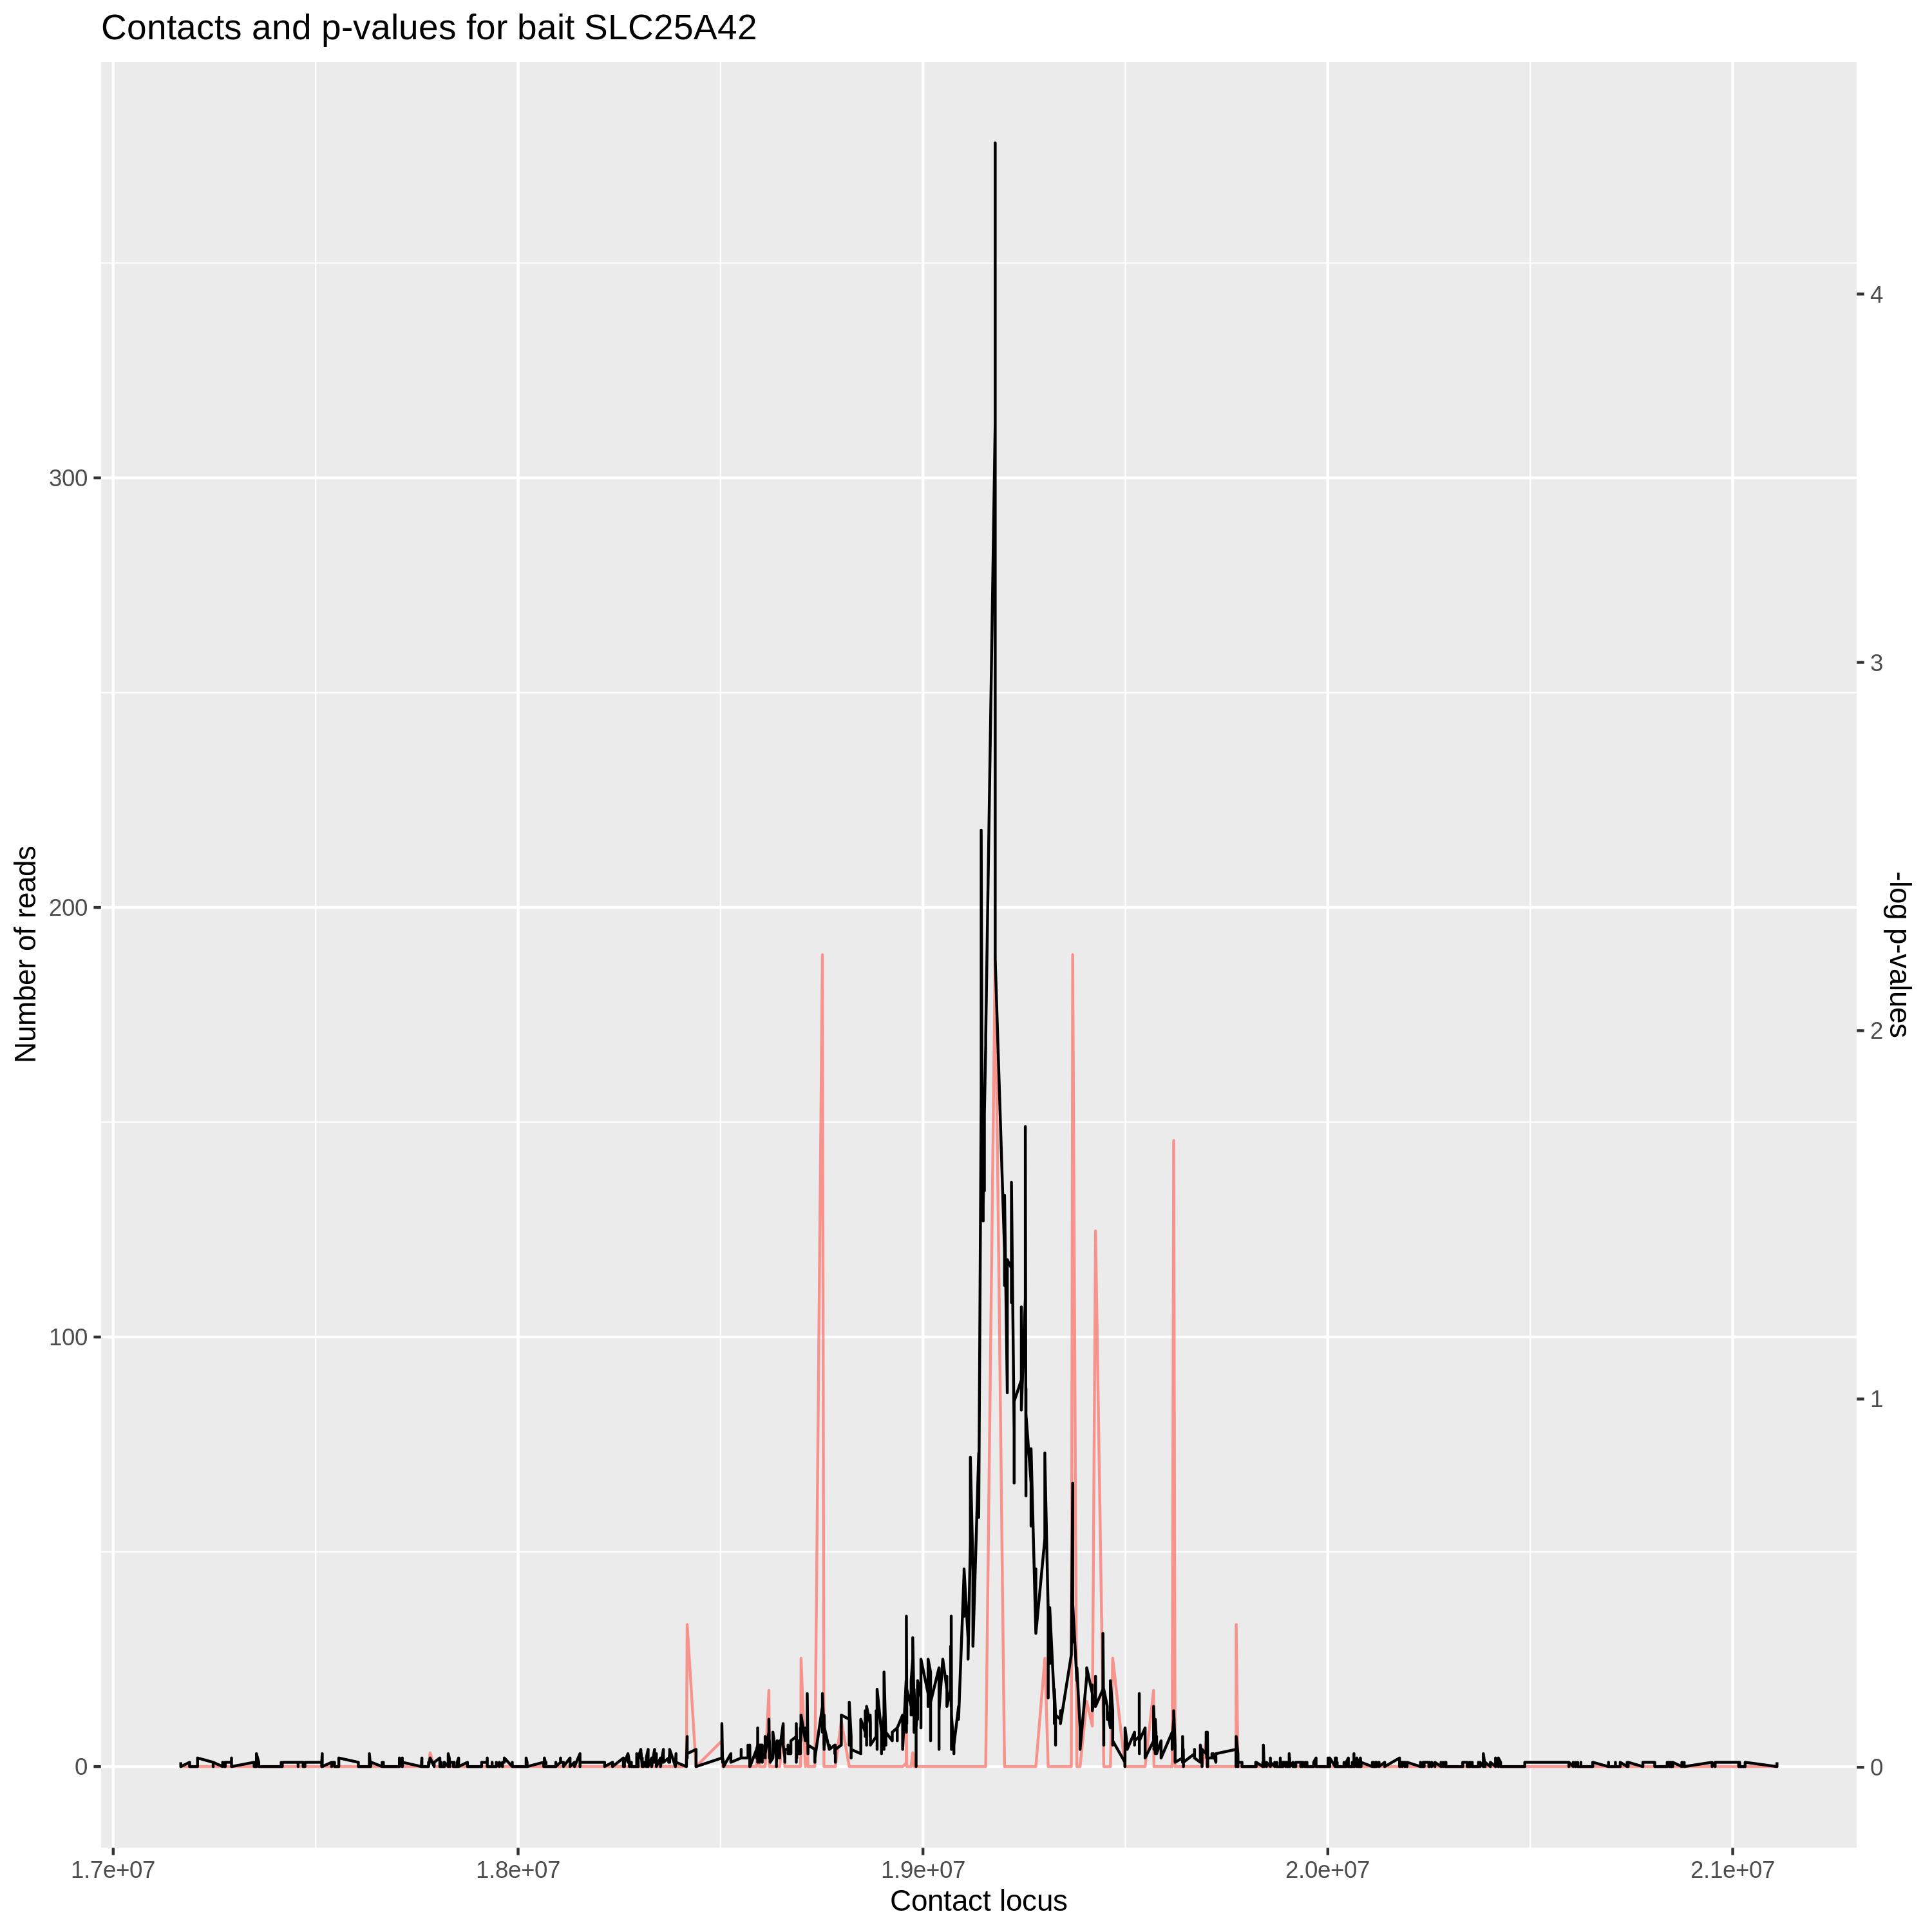 Contacts and p-values for bait SLC25A42
Number of reads
300
200
100
0
4
3
2
1
0
-log p-values
1.7e+07
1.8e+07
1.9e+07
2.0e+07
2.1e+07
Contact locus